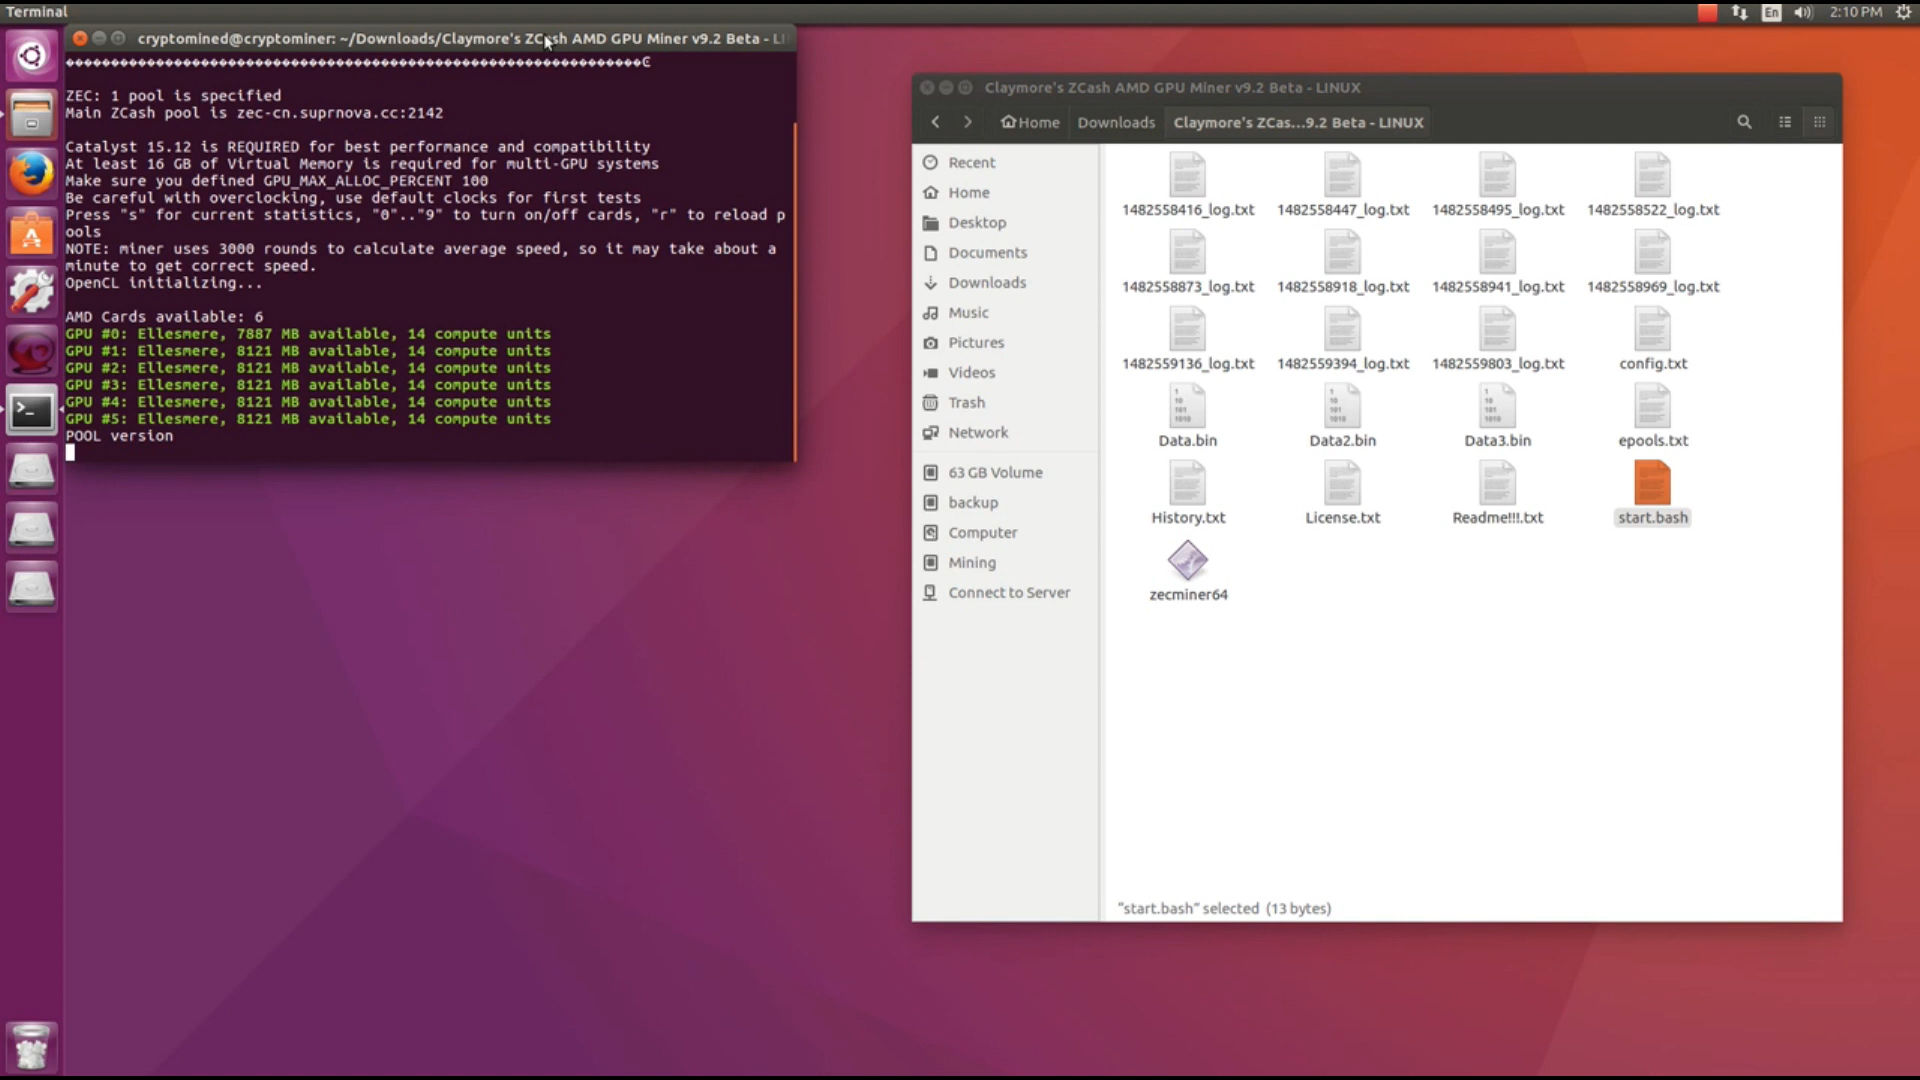 Terminal
En
2:10 PM
cryptomined@cryptominer: ~/Downloads/Claymore's ZCash AMD GPU Miner v9.2 Beta - LI
ZEC: 1 pool is specified
Main ZCash pool is zec-cn.suprnova.cc:2142
Catalyst 15.12 is REQUIRED for best performance and compatibility
At least 16 GB of Virtual Memory is required for multi-GPU systems
Make sure you defined GPU_MAX_ALLOC_PERCENT 100
Be careful with overclocking, use default clocks for first tests
Press "s" for current statistics, "0".."9" to turn on/off cards, "r" to reload p
ools
NOTE: miner uses 3000 rounds to calculate average speed, so it may take about a
minute to get correct speed.
OpenCL initializing...
AMD Cards available: 6
GPU #0: Ellesmere, 7887 MB available, 14 compute units
GPU #1: Ellesmere, 8121 MB available, 14 compute units
GPU #2: Ellesmere, 8121 MB available, 14 compute units
GPU #3: Ellesmere, 8121 MB available, 14 compute units
GPU #4: Ellesmere, 8121 MB available, 14 compute units
GPU #5: Ellesmere, 8121 MB available, 14 compute units
POOL version
Claymore's ZCash AMD GPU Miner v9.2 Beta - LINUX
Home Downloads Claymore's ZCas...9.2 Beta - LINUX
Recent
Home
Desktop
Documents
Downloads
Music
Pictures
Videos
Trash
Network
63 GB Volume
backup
Computer
Mining
Connect to Server
1482558416_log.txt 1482558447_log.txt 1482558495_log.txt 1482558522_log.txt
1482558873_log.txt 1482558918_log.txt 1482558941_log.txt 1482558969_log.txt
1482559136_log.txt 1482559394_log.txt 1482559803_log.txt config.txt
Data.bin Data2.bin Data3.bin epools.txt
History.txt License.txt Readme!!!.txt start.bash
zecminer64
"start.bash" selected (13 bytes)